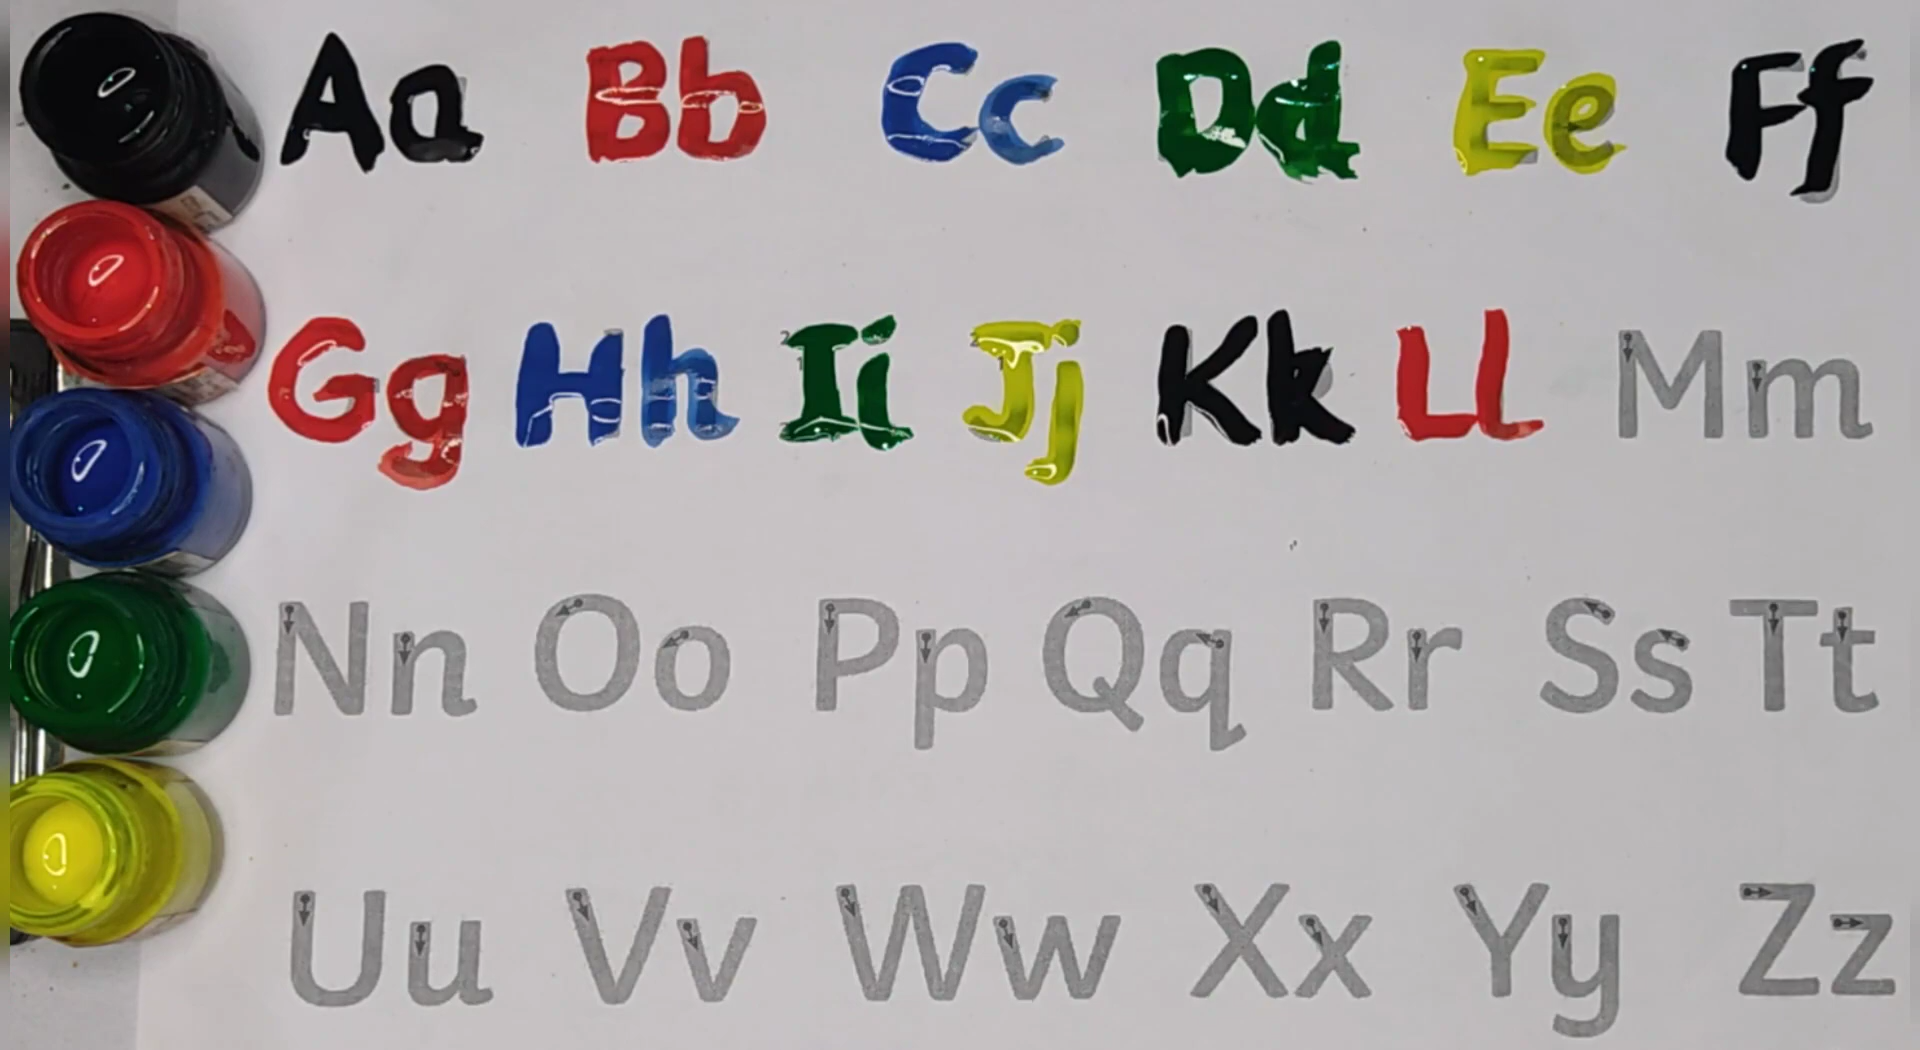 Aa Bb Cc Dd Ee Ff
Gg Hh Ii Jj Kk Ll Mm
Nn Oo Pp Qq Rr Ss Tt
Uu Vv Ww Xx Yy Zz